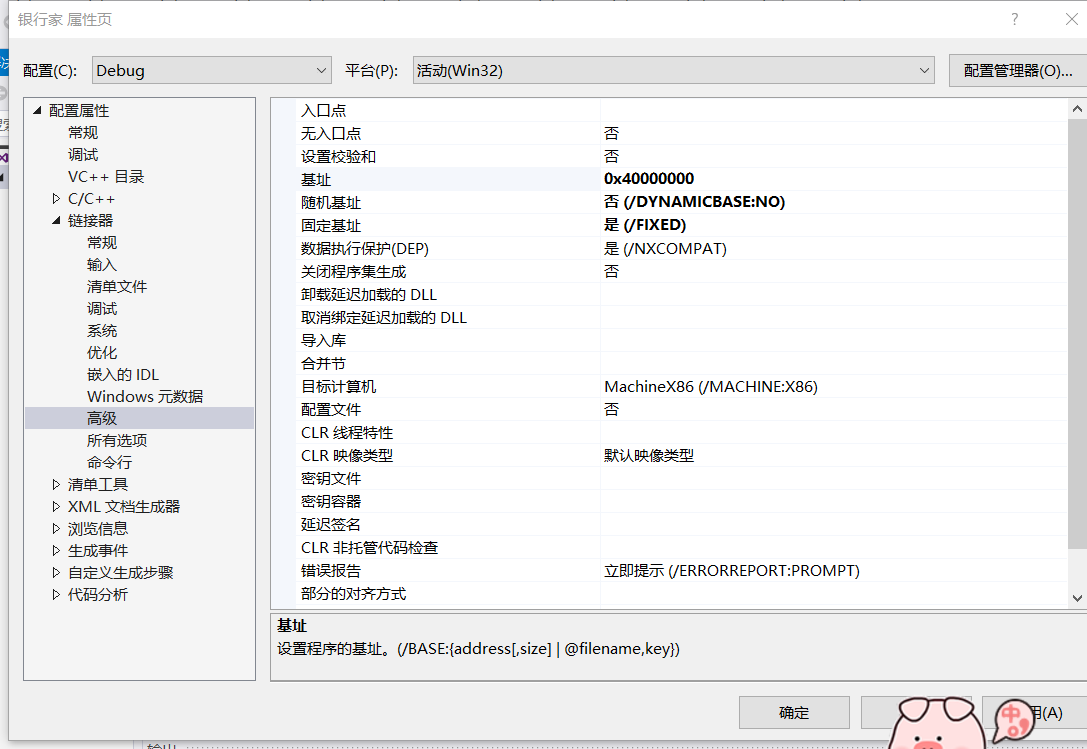 银行家 属性页
?
配置(C): Debug 平台(P): 活动(Win32) 配置管理器(O)...
配置属性
常规
调试
VC++ 目录
C/C++
链接器
常规
输入
清单文件
调试
系统
优化
嵌入的 IDL
Windows 元数据
高级
所有选项
命令行
清单工具
XML 文档生成器
浏览信息
生成事件
自定义生成步骤
代码分析
入口点
无入口点 否
设置校验和 否
基址 0x40000000
随机基址 否 (/DYNAMICBASE:NO)
固定基址 是 (/FIXED)
数据执行保护(DEP) 是 (/NXCOMPAT)
关闭程序集生成 否
卸载延迟加载的 DLL
取消绑定延迟加载的 DLL
导入库
合并节
目标计算机 MachineX86 (/MACHINE:X86)
配置文件 否
CLR 线程特性
CLR 映像类型 默认映像类型
密钥文件
密钥容器
延迟签名
CLR 非托管代码检查
错误报告 立即提示 (/ERRORREPORT:PROMPT)
部分的对齐方式
基址
设置程序的基址。(/BASE:{address[,size] | @filename,key})
确定
中
用(A)